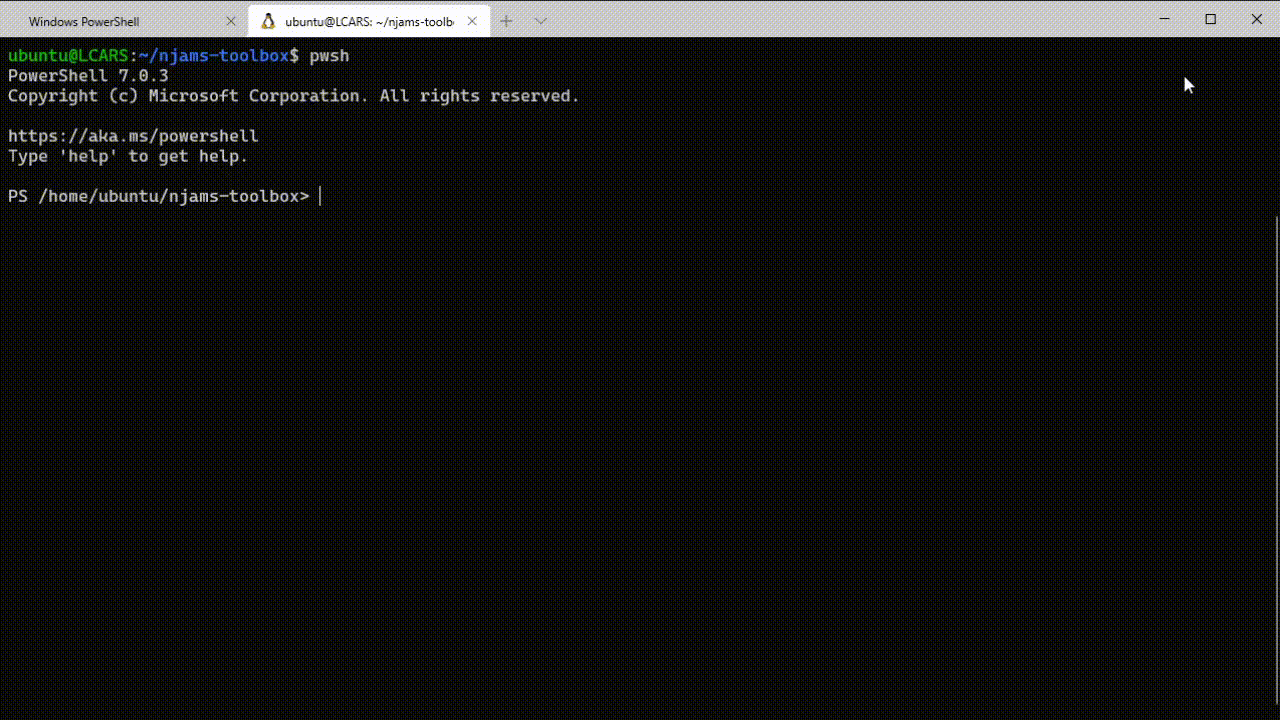 Windows PowerShell
ubuntu@LCARS: ~/njams-toolb
ubuntu@LCARS:~/njams-toolbox$ pwsh
PowerShell 7.0.3
Copyright (c) Microsoft Corporation. All rights reserved.
https://aka.ms/powershell
Type 'help' to get help.
PS /home/ubuntu/njams-toolbox>